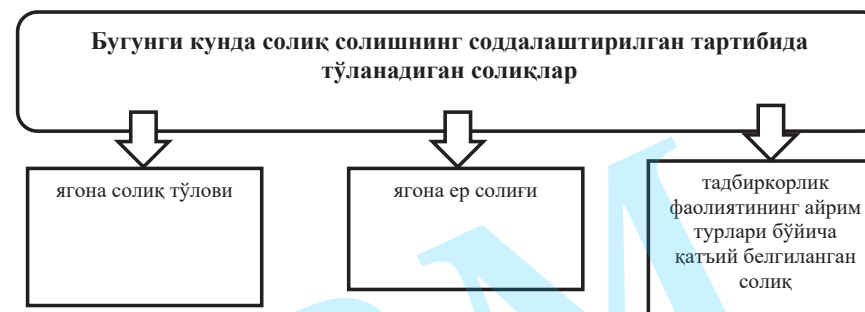 Бугунги кунда солиқ солишнинг соддалаштирилган тартибида
тўланадиган солиқлар
ягона солиқ тўлови
ягона ер солиғи
тадбиркорлик
фаолиятининг айрим
турлари бўйича
қатъий белгиланган
солиқ